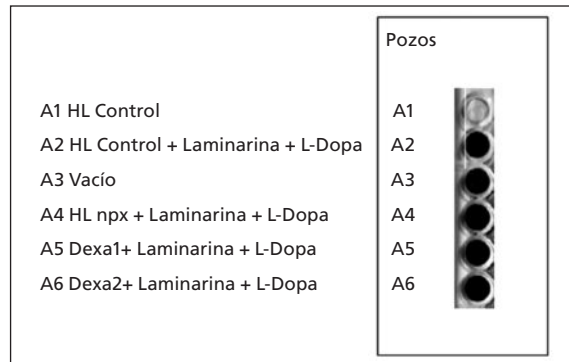 Pozos
A1 HL Control
A2 HL Control + Laminarina + L-Dopa
A3 Vacío
A4 HL npx + Laminarina + L-Dopa
A5 Dexa1+ Laminarina + L-Dopa
A6 Dexa2+ Laminarina + L-Dopa
A1
A2
A3
A4
A5
A6